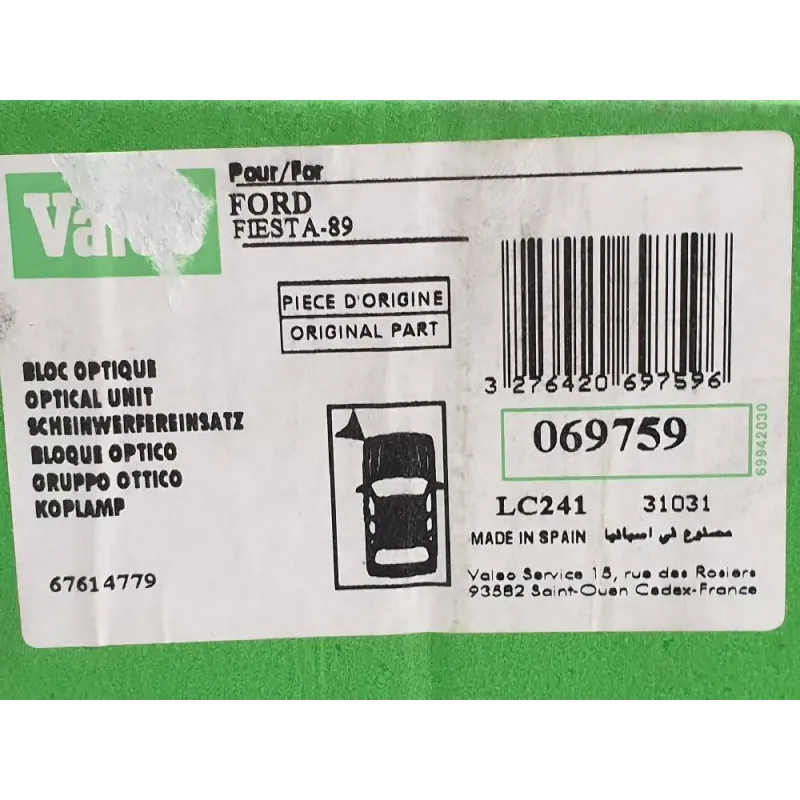 Valeo
Pour/For
FORD
FIESTA-89
PIECE D'ORIGINE
ORIGINAL PART
BLOC OPTIQUE
OPTICAL UNIT
SCHEINWERFEREINSATZ
BLOQUE OPTICO
GRUPPO OTTICO
KOPLAMP
67614779
3 276420 697596
069759
69942030
LC241 31031
MADE IN SPAIN مصنوع في اسبانيا
Valeo Service 15, rue des Rosiers
93582 Saint-Ouen Cedex-France